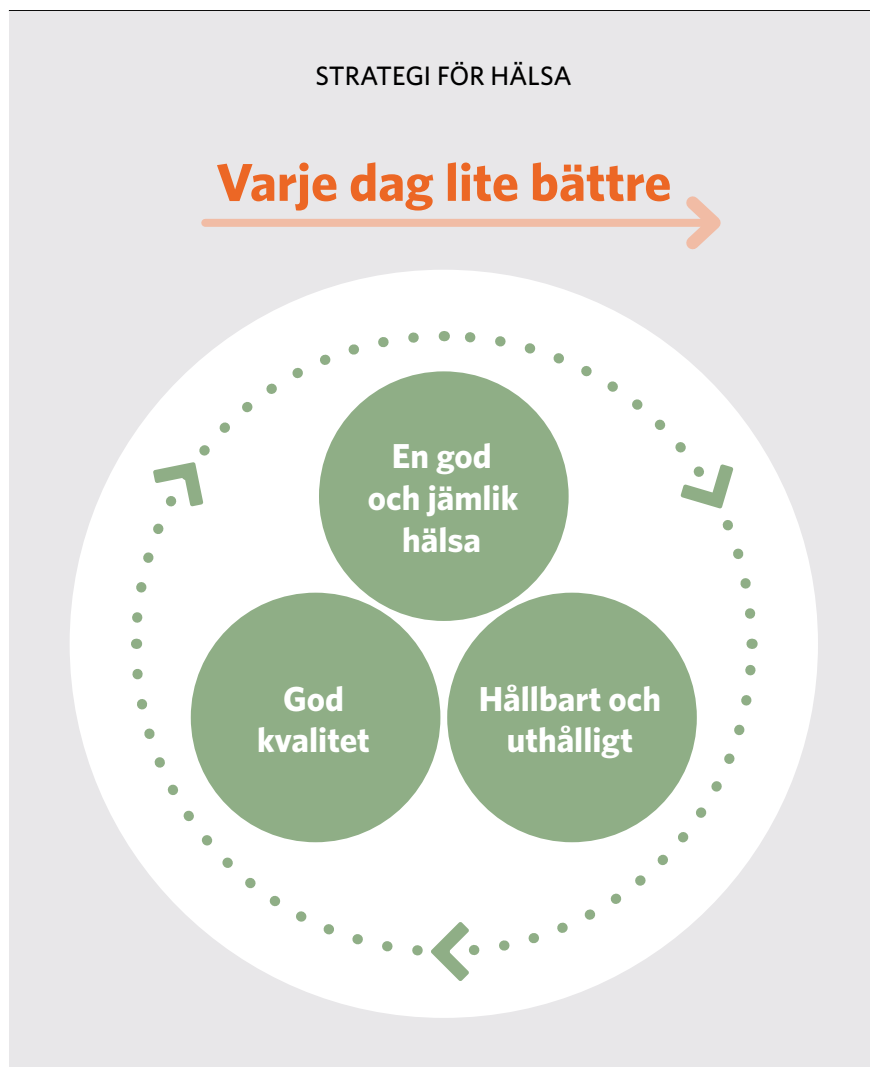 STRATEGI FÖR HÄLSA
Varje dag lite bättre
En god
och jämlik
hälsa
God
kvalitet
Hållbart och
uthålligt